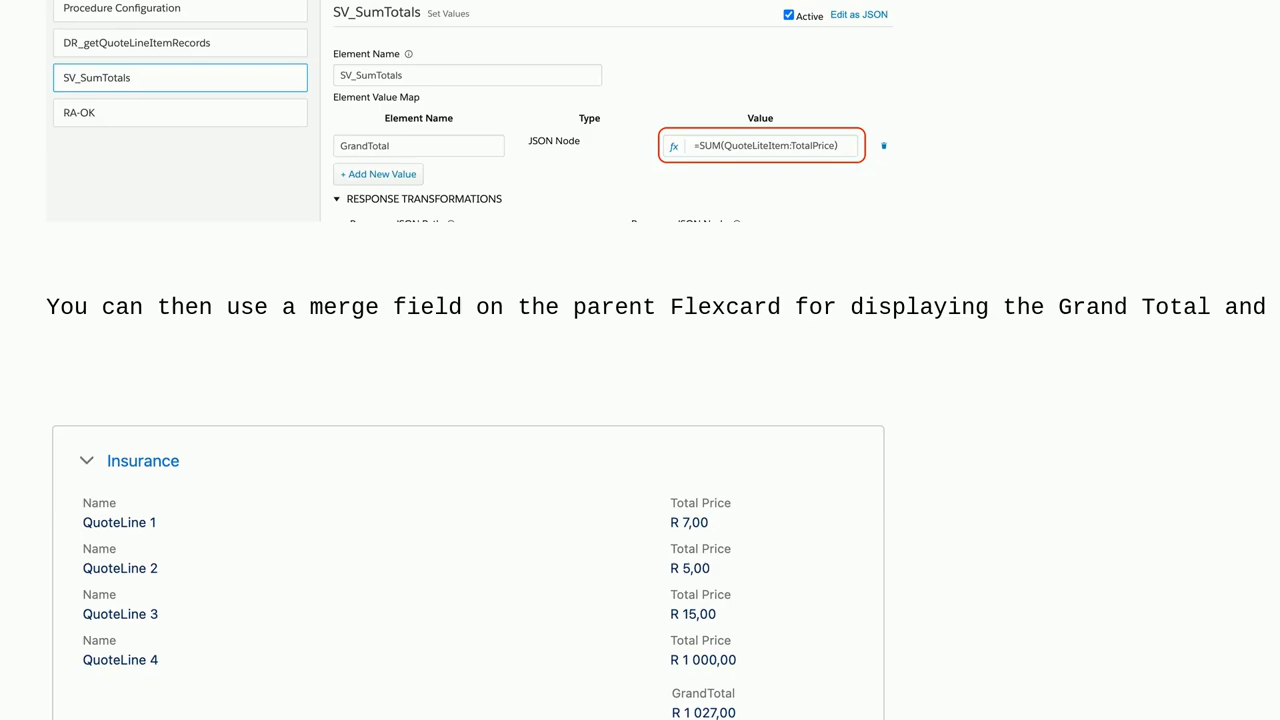 Procedure Configuration
SV_SumTotals Set Values
Active Edit as JSON
DR_getQuoteLineItemRecords
Element Name
SV_SumTotals
SV_SumTotals
Element Value Map
RA-OK
Element Name Type Value
GrandTotal JSON Node fx =SUM(QuoteLiteItem:TotalPrice)
+ Add New Value
RESPONSE TRANSFORMATIONS
You can then use a merge field on the parent Flexcard for displaying the Grand Total and
Insurance
Name Total Price
QuoteLine 1 R 7,00
Name Total Price
QuoteLine 2 R 5,00
Name Total Price
QuoteLine 3 R 15,00
Name Total Price
QuoteLine 4 R 1 000,00
GrandTotal
R 1 027,00